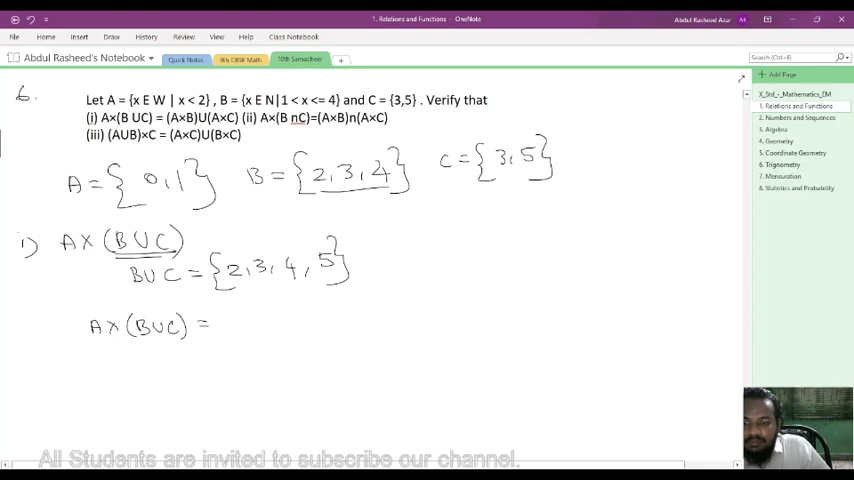 1. Relations and Functions - OneNote
Abdul Rasheed Azar
AR
File Home Insert Draw History Review View Help Class Notebook
Abdul Rasheed's Notebook
Quick Notes
9th CBSE Math
10th Samacheer
+
Search (Ctrl+E)
Add Page
X_Std_-_Mathematics_EM
1. Relations and Functions
2. Numbers and Sequences
3. Algebra
4. Geometry
5. Coordinate Geometry
6. Trignometry
7. Mensuration
8. Statistics and Probability
6.
Let A = {x E W | x < 2} , B = {x E N|1 < x <= 4} and C = {3,5} . Verify that
(i) A×(B UC) = (A×B)U(A×C) (ii) A×(B nC)=(A×B)n(A×C)
(iii) (AUB)×C = (A×C)U(B×C)
A = {0,1} B = {2,3,4} C = {3,5}
i) A×(B∪C)
B∪C = {2,3,4,5}
A×(B∪C) =
All Students are invited to subscribe our channel.